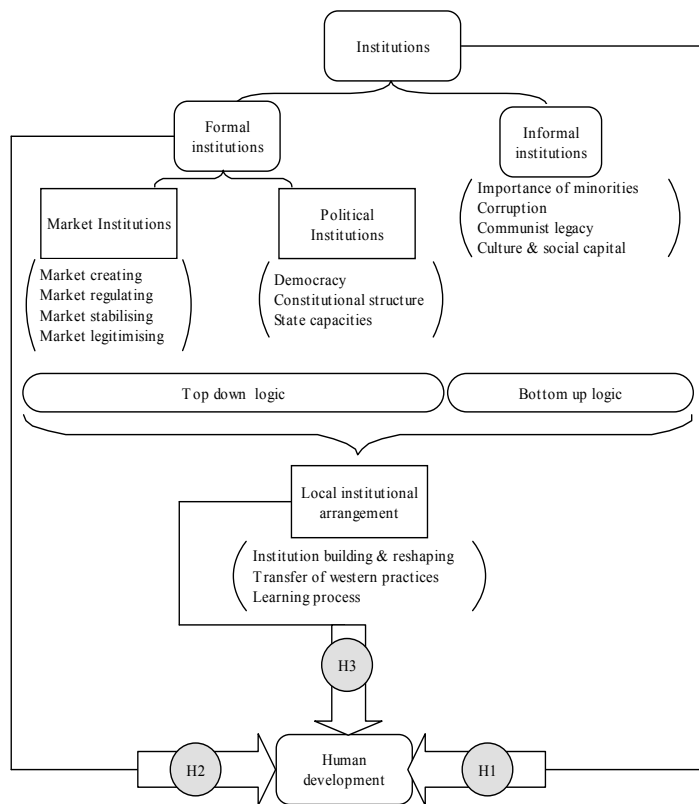 Institutions
Formal
institutions
Informal
institutions
Market Institutions
Political
Institutions
Importance of minorities
Corruption
Communist legacy
Culture & social capital
Market creating
Market regulating
Market stabilising
Market legitimising
Democracy
Constitutional structure
State capacities
Top down logic
Bottom up logic
Local institutional
arrangement
Institution building & reshaping
Transfer of western practices
Learning process
H3
H2
Human
development
H1